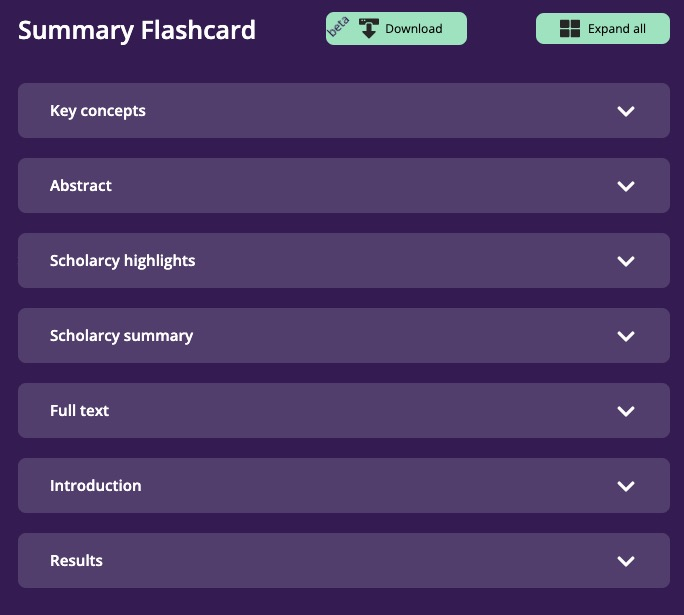 Summary Flashcard
beta Download
Expand all
Key concepts
Abstract
Scholarcy highlights
Scholarcy summary
Full text
Introduction
Results